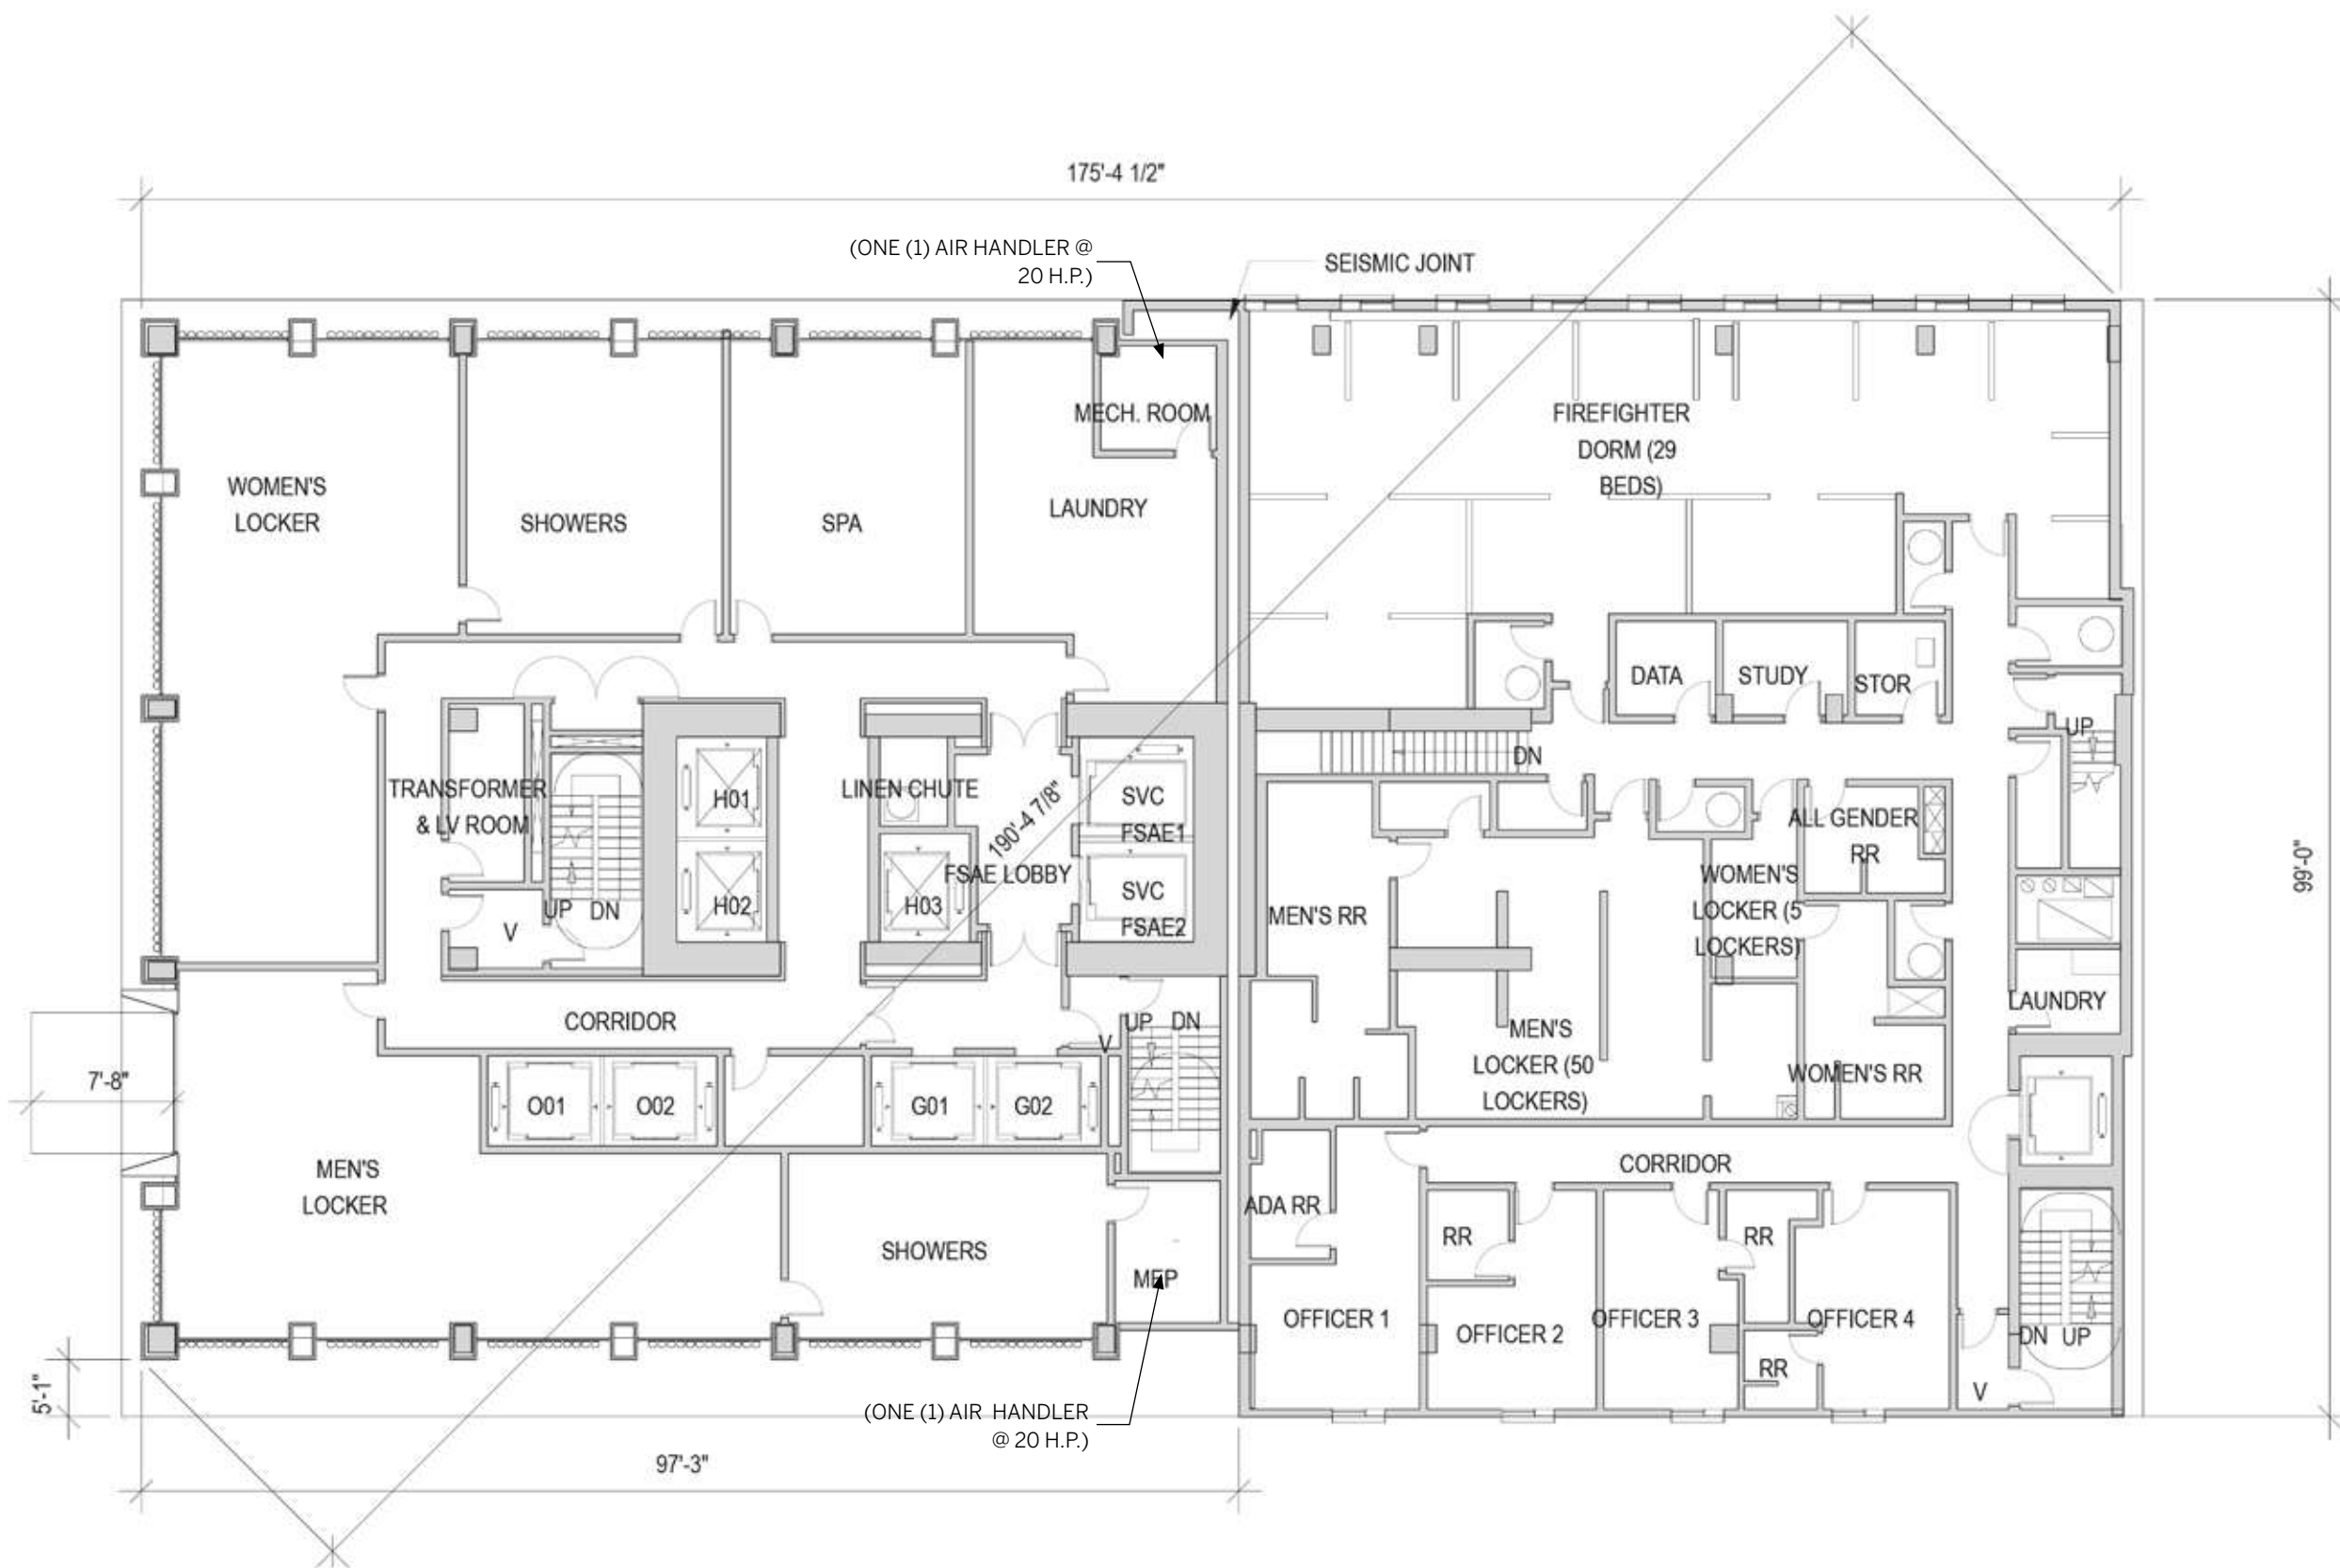 175'-4 1/2"
(ONE (1) AIR HANDLER @
20 H.P.)
SEISMIC JOINT
MECH. ROOM
FIREFIGHTER
DORM (29
BEDS)
WOMEN'S
LOCKER
SHOWERS
SPA
LAUNDRY
DATA
STUDY
STOR
UP
DN
TRANSFORMER
& LV ROOM
H01
LINEN CHUTE
190'-4 7/8"
SVC
FSAE1
ALL GENDER
RR
99'-0"
FSAE LOBBY
SVC
FSAE2
H02
H03
UP DN
V
MEN'S RR
WOMEN'S
LOCKER (5
LOCKERS)
LAUNDRY
CORRIDOR
UP DN
V
MEN'S
LOCKER (50
LOCKERS)
WOMEN'S RR
7'-8"
O01
O02
G01
G02
MEN'S
LOCKER
CORRIDOR
ADA RR
RR
RR
SHOWERS
MEP
OFFICER 1
OFFICER 2
OFFICER 3
OFFICER 4
RR
DN UP
V
5'-1"
(ONE (1) AIR HANDLER
@ 20 H.P.)
97'-3"